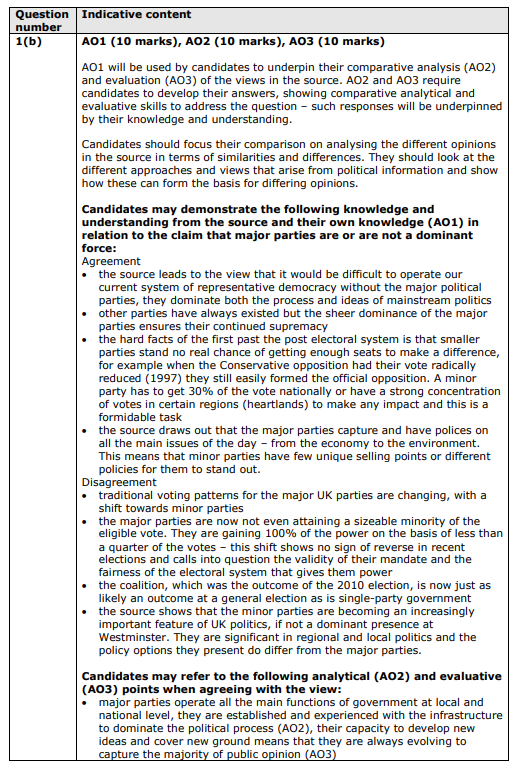 Question number
Indicative content
1(b)
AO1 (10 marks), AO2 (10 marks), AO3 (10 marks)
AO1 will be used by candidates to underpin their comparative analysis (AO2)
and evaluation (AO3) of the views in the source. AO2 and AO3 require
candidates to develop their answers, showing comparative analytical and
evaluative skills to address the question – such responses will be underpinned
by their knowledge and understanding.
Candidates should focus their comparison on analysing the different opinions
in the source in terms of similarities and differences. They should look at the
different approaches and views that arise from political information and show
how these can form the basis for differing opinions.
Candidates may demonstrate the following knowledge and
understanding from the source and their own knowledge (AO1) in
relation to the claim that major parties are or are not a dominant
force:
Agreement
• the source leads to the view that it would be difficult to operate our
current system of representative democracy without the major political
parties, they dominate both the process and ideas of mainstream politics
• other parties have always existed but the sheer dominance of the major
parties ensures their continued supremacy
• the hard facts of the first past the post electoral system is that smaller
parties stand no real chance of getting enough seats to make a difference,
for example when the Conservative opposition had their vote radically
reduced (1997) they still easily formed the official opposition. A minor
party has to get 30% of the vote nationally or have a strong concentration
of votes in certain regions (heartlands) to make any impact and this is a
formidable task
• the source draws out that the major parties capture and have polices on
all the main issues of the day – from the economy to the environment.
This means that minor parties have few unique selling points or different
policies for them to stand out.
Disagreement
• traditional voting patterns for the major UK parties are changing, with a
shift towards minor parties
• the major parties are now not even attaining a sizeable minority of the
eligible vote. They are gaining 100% of the power on the basis of less than
a quarter of the votes – this shift shows no sign of reverse in recent
elections and calls into question the validity of their mandate and the
fairness of the electoral system that gives them power
• the coalition, which was the outcome of the 2010 election, is now just as
likely an outcome at a general election as is single-party government
• the source shows that the minor parties are becoming an increasingly
important feature of UK politics, if not a dominant presence at
Westminster. They are significant in regional and local politics and the
policy options they present do differ from the major parties.
Candidates may refer to the following analytical (AO2) and evaluative
(AO3) points when agreeing with the view:
• major parties operate all the main functions of government at local and
national level, they are established and experienced with the infrastructure
to dominate the political process (AO2), their capacity to develop new
ideas and cover new ground means that they are always evolving to
capture the majority of public opinion (AO3)